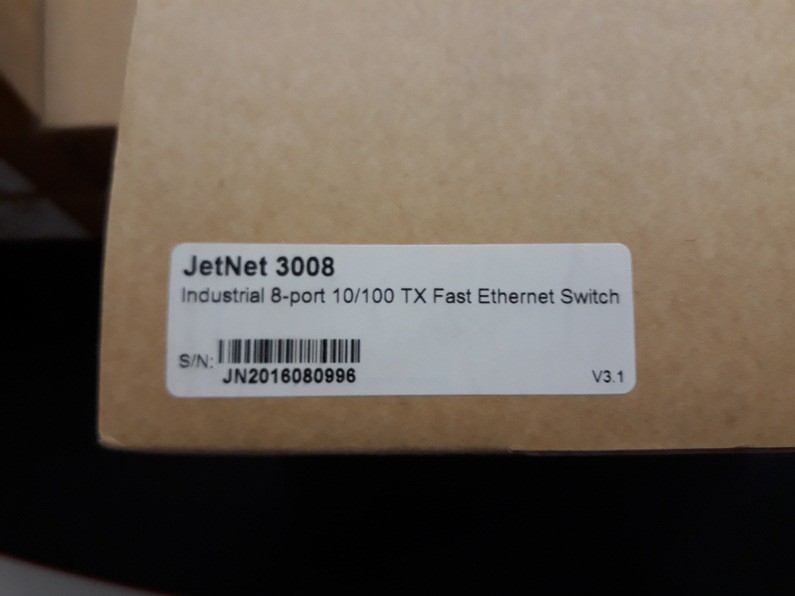 JetNet 3008
Industrial 8-port 10/100 TX Fast Ethernet Switch
S/N:
JN2016080996
V3.1